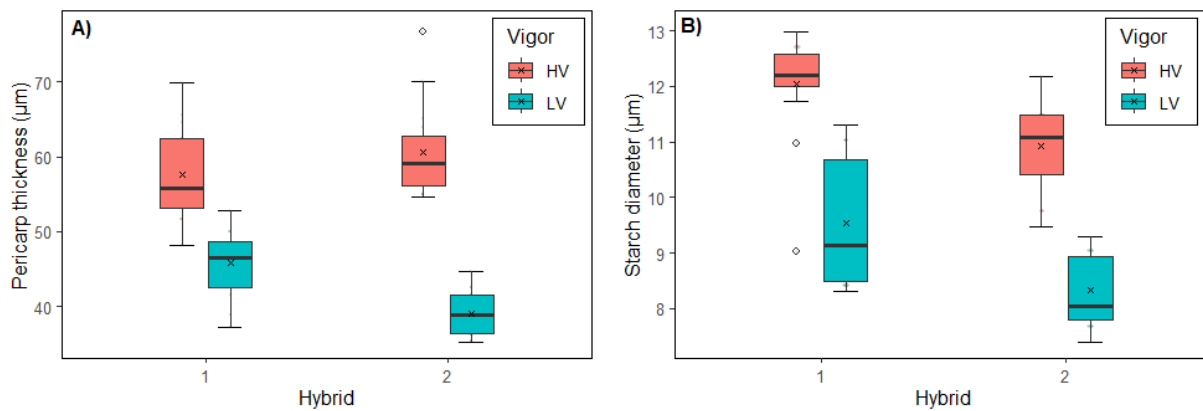 A)
Vigor
HV
LV
Pericarp thickness (µm)
70
60
50
40
1
2
Hybrid
B)
Vigor
HV
LV
Starch diameter (µm)
13
12
11
10
9
8
1
2
Hybrid